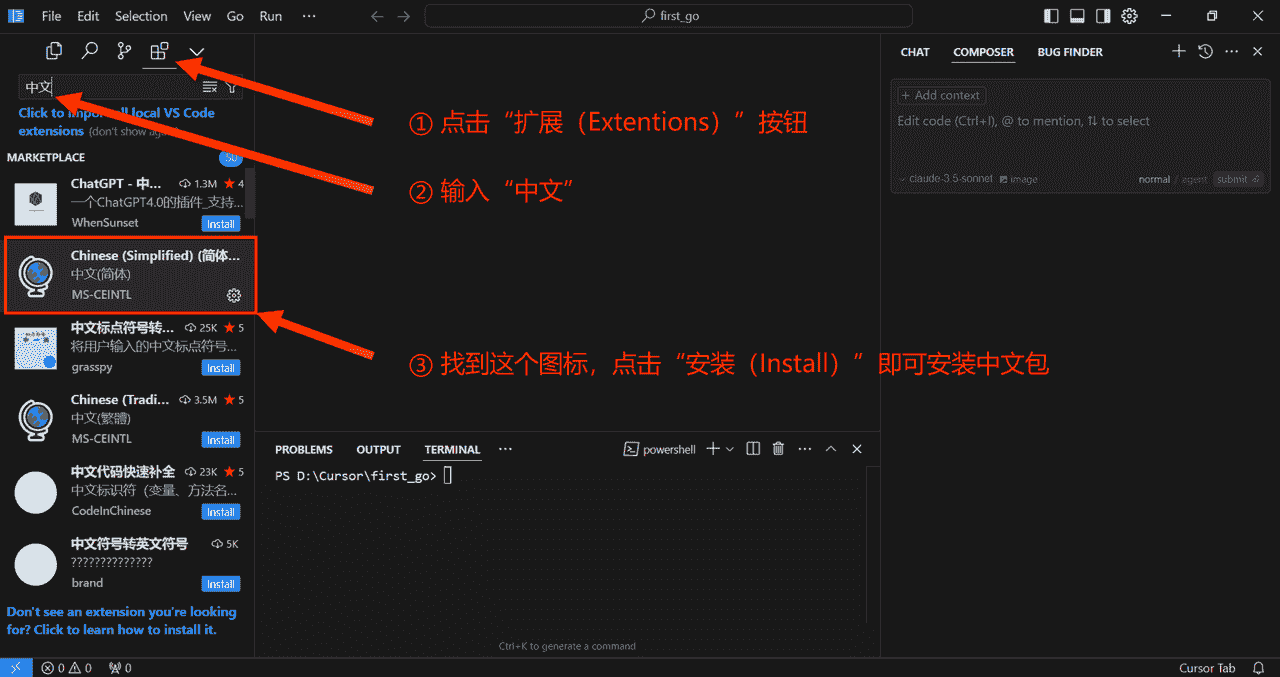 File Edit Selection View Go Run ···
first_go
中文
Click to import all local VS Code
extensions (don't show again)
MARKETPLACE
50
ChatGPT - 中... 1.3M ★ 4
一个ChatGPT4.0的插件_支持...
WhenSunset Install
Chinese (Simplified) (简体...
中文(简体)
MS-CEINTL
中文标点符号转... 25K ★ 5
将用户输入的中文标点符号...
grasspy Install
Chinese (Tradi... 3.5M ★ 5
中文(繁體)
MS-CEINTL Install
中文代码快速补全 23K ★ 5
中文标识符（变量、方法名...
CodeInChinese Install
中文符号转英文符号 5K
??????????????
brand Install
Don't see an extension you're looking
for? Click to learn how to install it.
① 点击“扩展（Extentions）”按钮
② 输入“中文”
③ 找到这个图标，点击“安装（Install）“即可安装中文包
PROBLEMS OUTPUT TERMINAL ···
powershell
PS D:\Cursor\first_go>
Ctrl+K to generate a command
CHAT COMPOSER BUG FINDER
+ Add context
Edit code (Ctrl+I), @ to mention, ⇅ to select
claude-3.5-sonnet image normal / agent submit
0 0 0
Cursor Tab